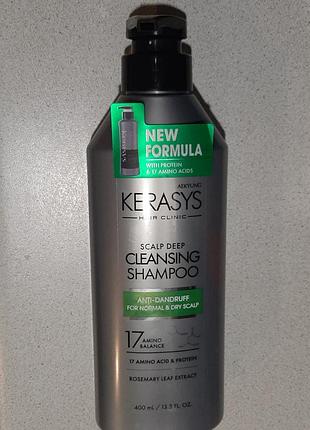 NEW
FORMULA
WITH PROTEIN
& 17 AMINO ACIDS
AEKYUNG
KERASYS
HAIR CLINIC
SCALP DEEP
CLEANSING
SHAMPOO
ANTI-DANDRUFF
FOR NORMAL & DRY SCALP
17 AMINO
BALANCE
17 AMINO ACID & PROTEIN
ROSEMARY LEAF EXTRACT
400 mL / 13.5 FL. OZ.